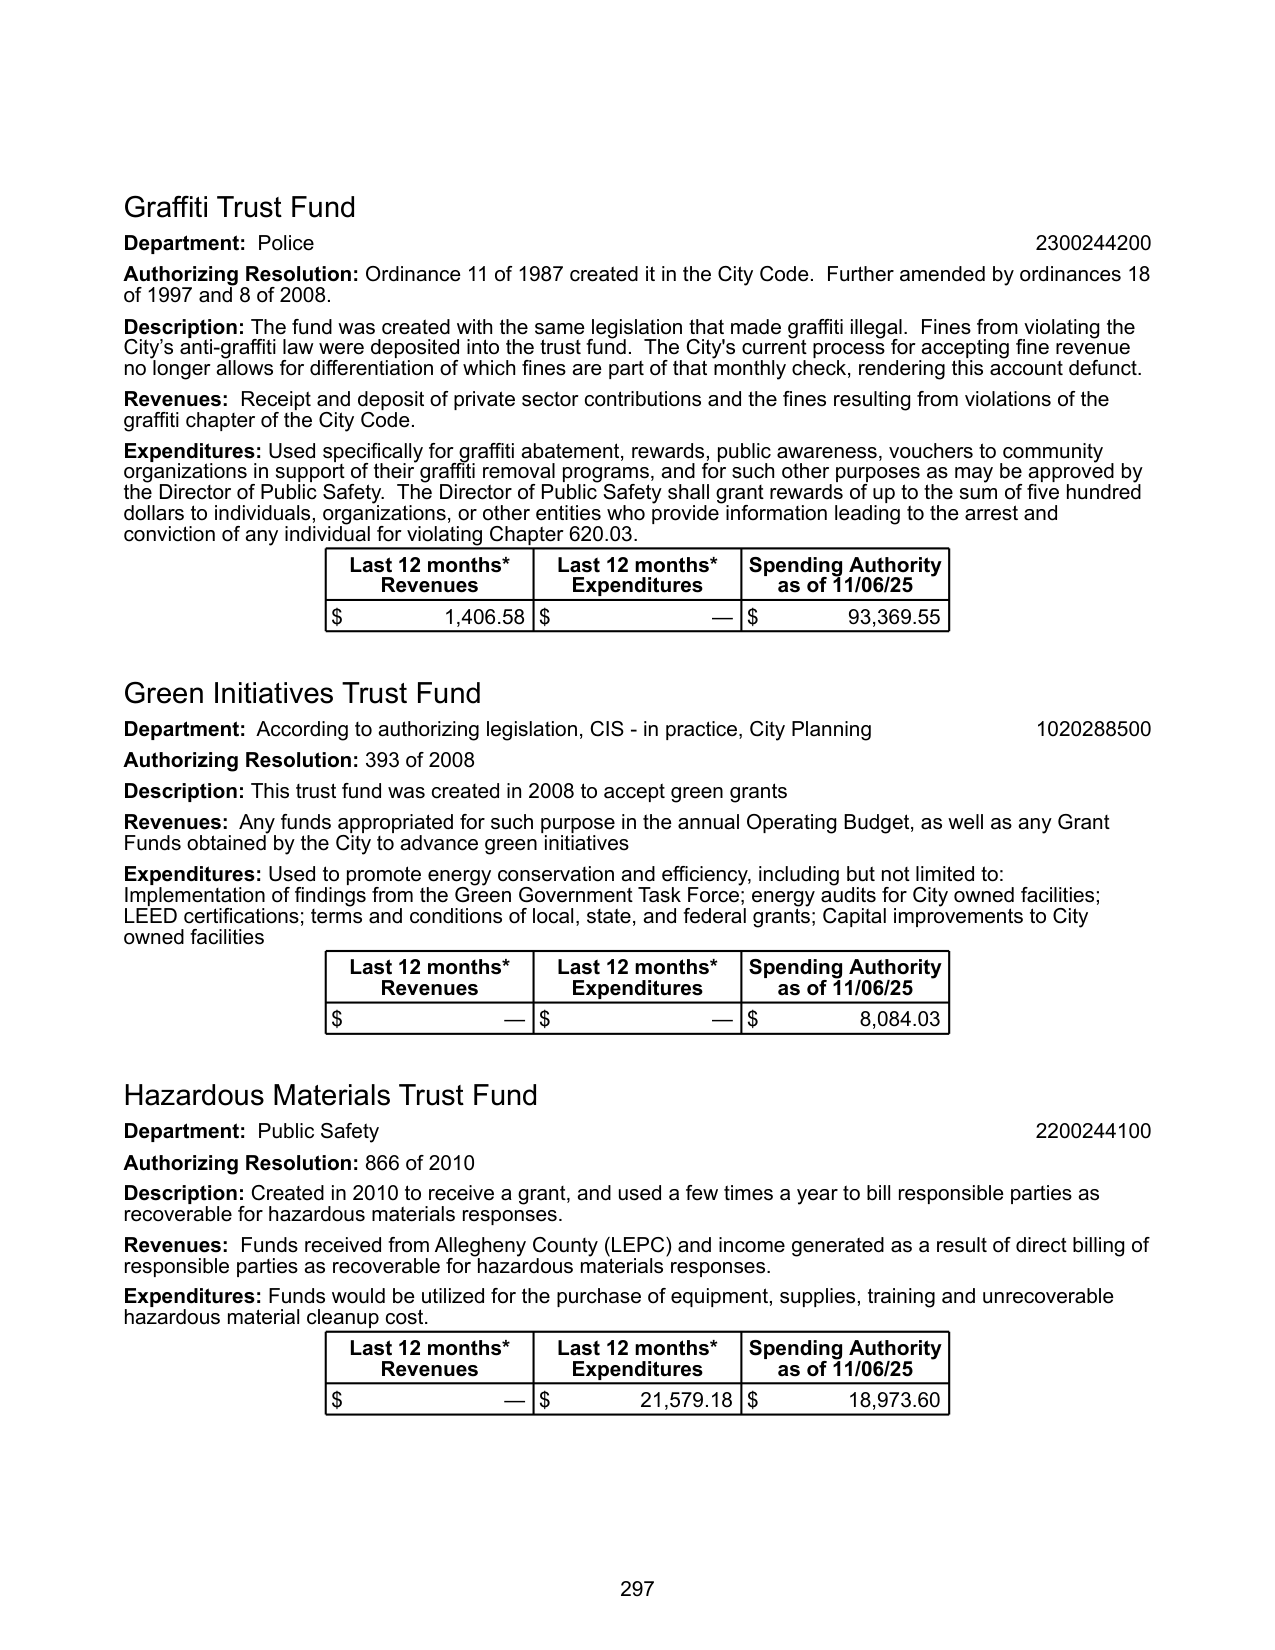 Graffiti Trust Fund
Department: Police 2300244200
Authorizing Resolution: Ordinance 11 of 1987 created it in the City Code. Further amended by ordinances 18
of 1997 and 8 of 2008.
Description: The fund was created with the same legislation that made graffiti illegal. Fines from violating the
City’s anti-graffiti law were deposited into the trust fund. The City's current process for accepting fine revenue
no longer allows for differentiation of which fines are part of that monthly check, rendering this account defunct.
Revenues: Receipt and deposit of private sector contributions and the fines resulting from violations of the
graffiti chapter of the City Code.
Expenditures: Used specifically for graffiti abatement, rewards, public awareness, vouchers to community
organizations in support of their graffiti removal programs, and for such other purposes as may be approved by
the Director of Public Safety. The Director of Public Safety shall grant rewards of up to the sum of five hundred
dollars to individuals, organizations, or other entities who provide information leading to the arrest and
conviction of any individual for violating Chapter 620.03.
Last 12 months* Last 12 months* Spending Authority
Revenues Expenditures as of 11/06/25
$ 1,406.58 $ — $ 93,369.55
Green Initiatives Trust Fund
Department: According to authorizing legislation, CIS - in practice, City Planning 1020288500
Authorizing Resolution: 393 of 2008
Description: This trust fund was created in 2008 to accept green grants
Revenues: Any funds appropriated for such purpose in the annual Operating Budget, as well as any Grant
Funds obtained by the City to advance green initiatives
Expenditures: Used to promote energy conservation and efficiency, including but not limited to:
Implementation of findings from the Green Government Task Force; energy audits for City owned facilities;
LEED certifications; terms and conditions of local, state, and federal grants; Capital improvements to City
owned facilities
Last 12 months* Last 12 months* Spending Authority
Revenues Expenditures as of 11/06/25
$ — $ — $ 8,084.03
Hazardous Materials Trust Fund
Department: Public Safety 2200244100
Authorizing Resolution: 866 of 2010
Description: Created in 2010 to receive a grant, and used a few times a year to bill responsible parties as
recoverable for hazardous materials responses.
Revenues: Funds received from Allegheny County (LEPC) and income generated as a result of direct billing of
responsible parties as recoverable for hazardous materials responses.
Expenditures: Funds would be utilized for the purchase of equipment, supplies, training and unrecoverable
hazardous material cleanup cost.
Last 12 months* Last 12 months* Spending Authority
Revenues Expenditures as of 11/06/25
$ — $ 21,579.18 $ 18,973.60
297